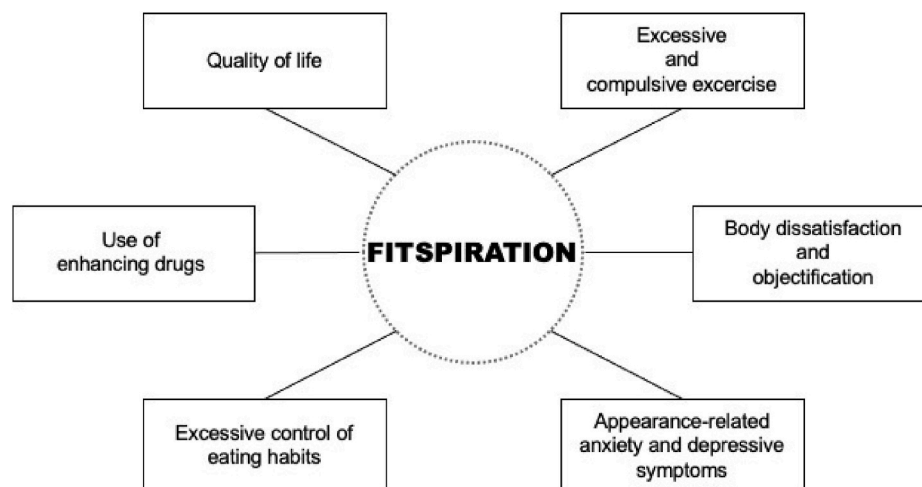 Quality of life
Excessive
and
compulsive excercise
Use of
enhancing drugs
FITSPIRATION
Body dissatisfaction
and
objectification
Excessive control of
eating habits
Appearance-related
anxiety and depressive
symptoms